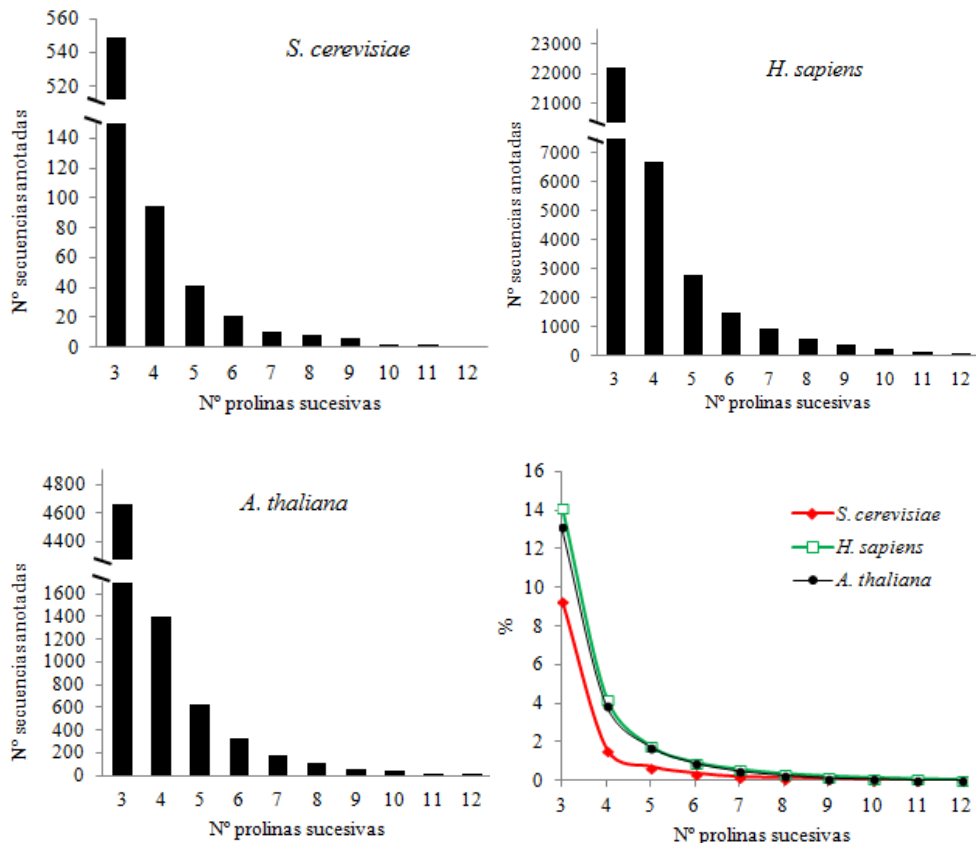 S. cerevisiae
Nº secuencias anotadas
560
540
520
140
120
100
80
60
40
20
0
3 4 5 6 7 8 9 10 11 12
Nº prolinas sucesivas
H. sapiens
Nº secuencias anotadas
23000
22000
21000
7000
6000
5000
4000
3000
2000
1000
0
3 4 5 6 7 8 9 10 11 12
Nº prolinas sucesivas
A. thaliana
Nº secuencias anotadas
4800
4600
4400
1600
1400
1200
1000
800
600
400
200
0
3 4 5 6 7 8 9 10 11 12
Nº prolinas sucesivas
%
16
14
12
10
8
6
4
2
0
S. cerevisiae
H. sapiens
A. thaliana
3 4 5 6 7 8 9 10 11 12
Nº prolinas sucesivas